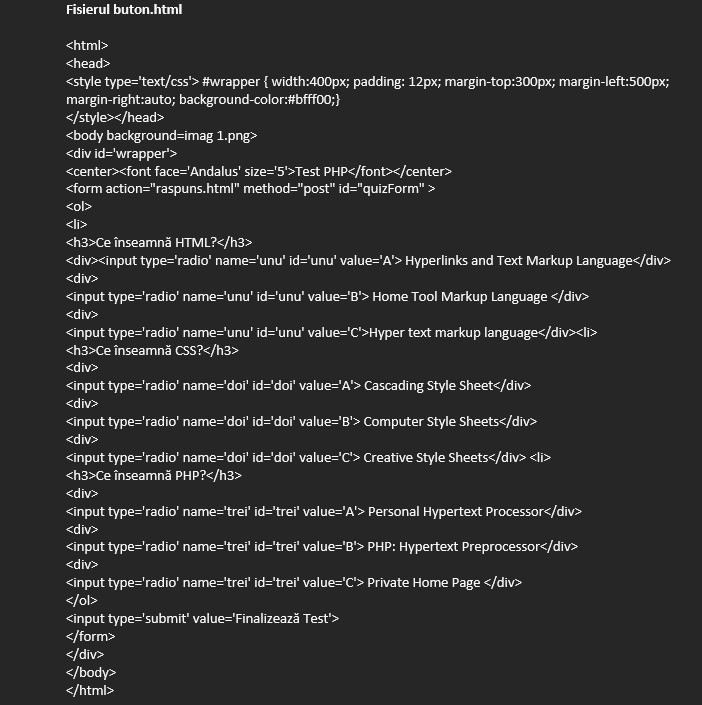 Fisierul buton.html
<html>
<head>
<style type='text/css'> #wrapper { width:400px; padding: 12px; margin-top:300px; margin-left:500px;
margin-right:auto; background-color:#bfff00;}
</style></head>
<body background=imag 1.png>
<div id='wrapper'>
<center><font face='Andalus' size='5'>Test PHP</font></center>
<form action="raspuns.html" method="post" id="quizForm" >
<ol>
<li>
<h3>Ce înseamnă HTML?</h3>
<div><input type='radio' name='unu' id='unu' value='A'> Hyperlinks and Text Markup Language</div>
<div>
<input type='radio' name='unu' id='unu' value='B'> Home Tool Markup Language </div>
<div>
<input type='radio' name='unu' id='unu' value='C'>Hyper text markup language</div><li>
<h3>Ce înseamnă CSS?</h3>
<div>
<input type='radio' name='doi' id='doi' value='A'> Cascading Style Sheet</div>
<div>
<input type='radio' name='doi' id='doi' value='B'> Computer Style Sheets</div>
<div>
<input type='radio' name='doi' id='doi' value='C'> Creative Style Sheets</div> <li>
<h3>Ce înseamnă PHP?</h3>
<div>
<input type='radio' name='trei' id='trei' value='A'> Personal Hypertext Processor</div>
<div>
<input type='radio' name='trei' id='trei' value='B'> PHP: Hypertext Preprocessor</div>
<div>
<input type='radio' name='trei' id='trei' value='C'> Private Home Page </div>
</ol>
<input type='submit' value='Finalizează Test'>
</form>
</div>
</body>
</html>